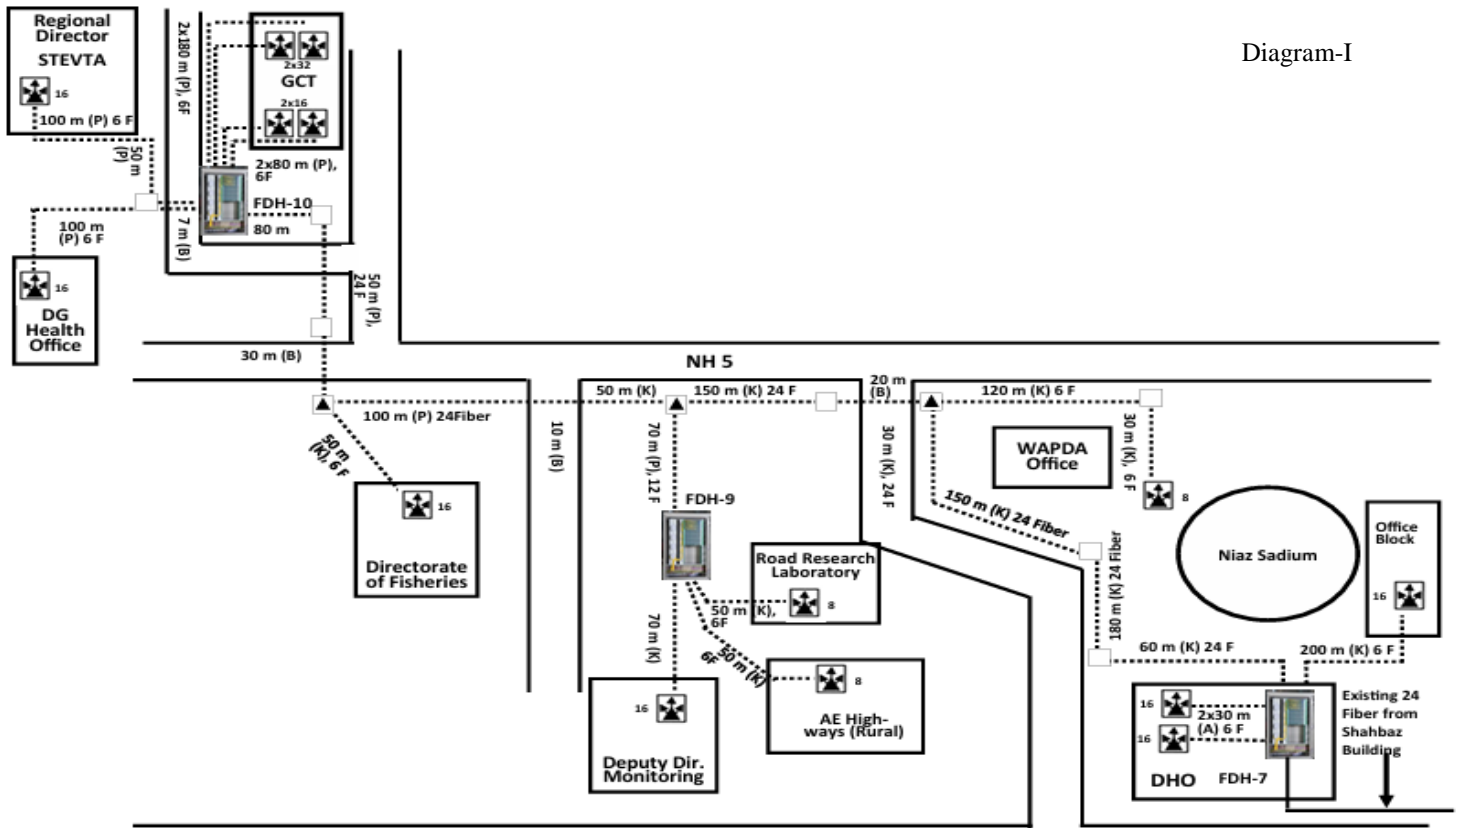 Diagram-I
Regional
Director
STEVTA
16
100 m (P) 6 F
50 m
(P)
2x180 m (P), 6F
2x32
GCT
2x16
2x80 m (P),
6F
FDH-10
80 m
7 m (B)
100 m
(P) 6 F
16
DG
Health
Office
50 m (P),
24 F
30 m (B)
NH 5
100 m (P) 24Fiber
50 m
(K), 6 F
16
Directorate
of Fisheries
10 m (B)
50 m (K)
150 m (K) 24 F
20 m
(B)
120 m (K) 6 F
70 m (P), 12 F
FDH-9
30 m (K), 24 F
WAPDA
Office
30 m (K), 6 F
8
150 m (K) 24 Fiber
Niaz Sadium
Office
Block
16
Road Research
Laboratory
8
50 m (K),
6F
180 m (K) 24 Fiber
70 m (K)
50 m (K)
6F
8
AE High-
ways (Rural)
16
Deputy Dir.
Monitoring
60 m (K) 24 F
200 m (K) 6 F
16
2x30 m
(A) 6 F
16
DHO
FDH-7
Existing 24
Fiber from
Shahbaz
Building